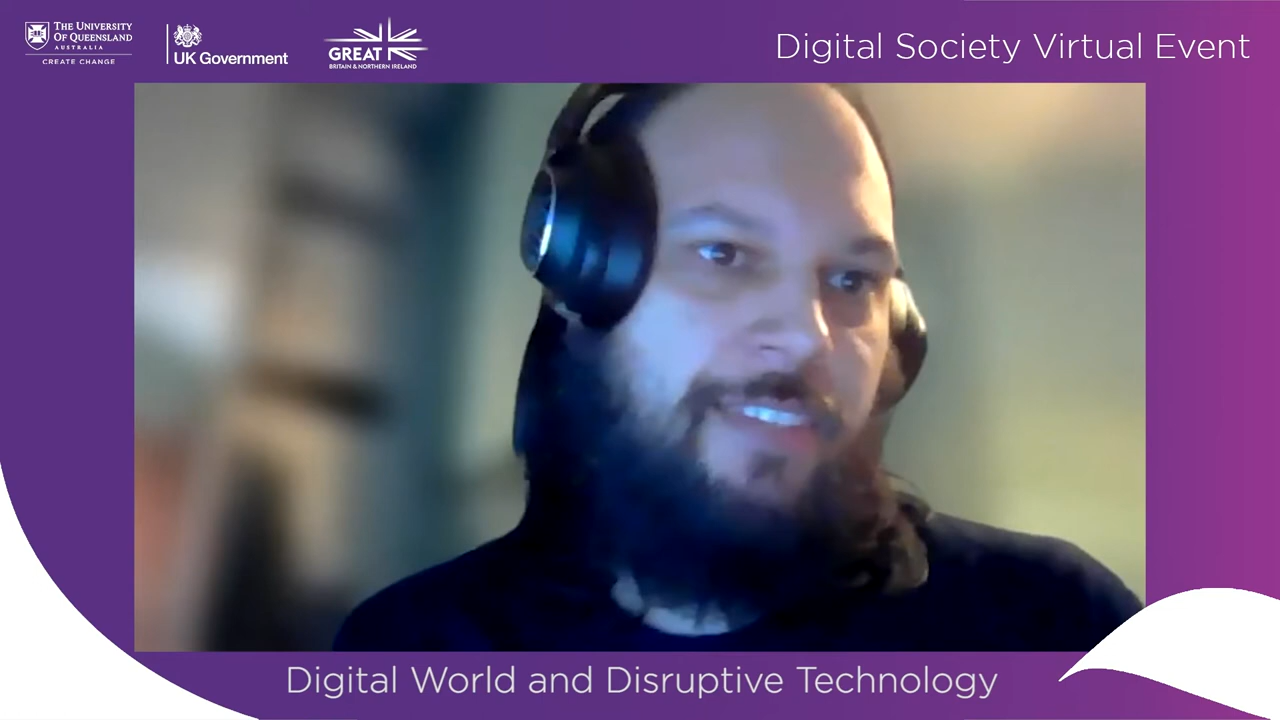 THE UNIVERSITY
OF QUEENSLAND
AUSTRALIA
CREATE CHANGE
UK Government
GREAT
BRITAIN & NORTHERN IRELAND
Digital Society Virtual Event
Digital World and Disruptive Technology